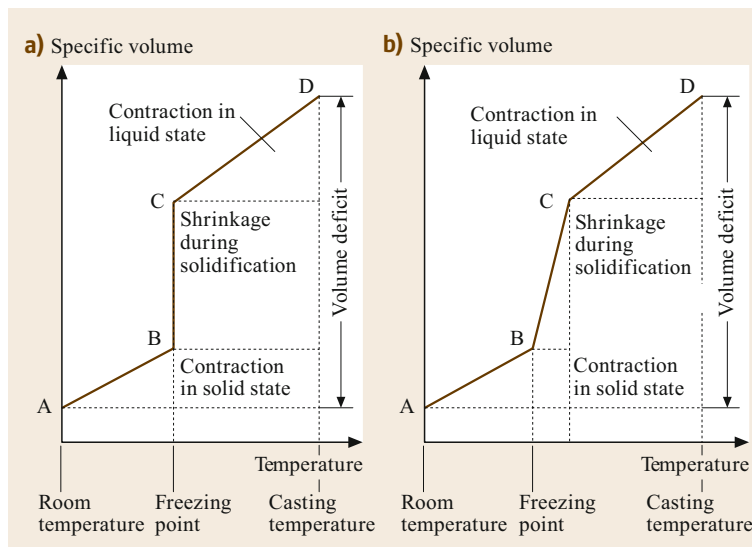 a) Specific volume
D
Contraction in
liquid state
C
Shrinkage
during
solidification
Volume deficit
B
Contraction
in solid state
A
Temperature
Room
temperature
Freezing
point
Casting
temperature
b) Specific volume
D
Contraction in
liquid state
C
Shrinkage
during
solidification
Volume deficit
B
Contraction
in solid state
A
Temperature
Room
temperature
Freezing
point
Casting
temperature